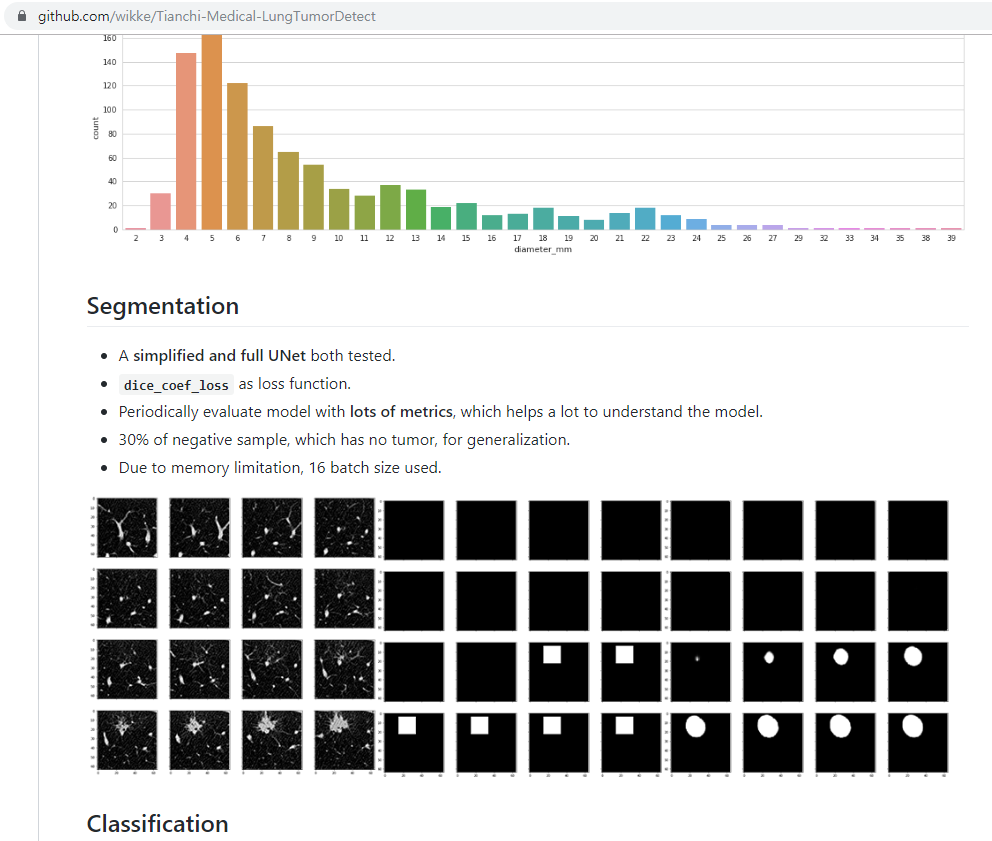 github.com/wikke/Tianchi-Medical-LungTumorDetect
160
140
120
100
80
60
40
20
0
count
2 3 4 5 6 7 8 9 10 11 12 13 14 15 16 17 18 19 20 21 22 23 24 25 26 27 29 32 33 34 35 38 39
diameter_mm
Segmentation
A simplified and full UNet both tested.
dice_coef_loss as loss function.
Periodically evaluate model with lots of metrics, which helps a lot to understand the model.
30% of negative sample, which has no tumor, for generalization.
Due to memory limitation, 16 batch size used.
Classification